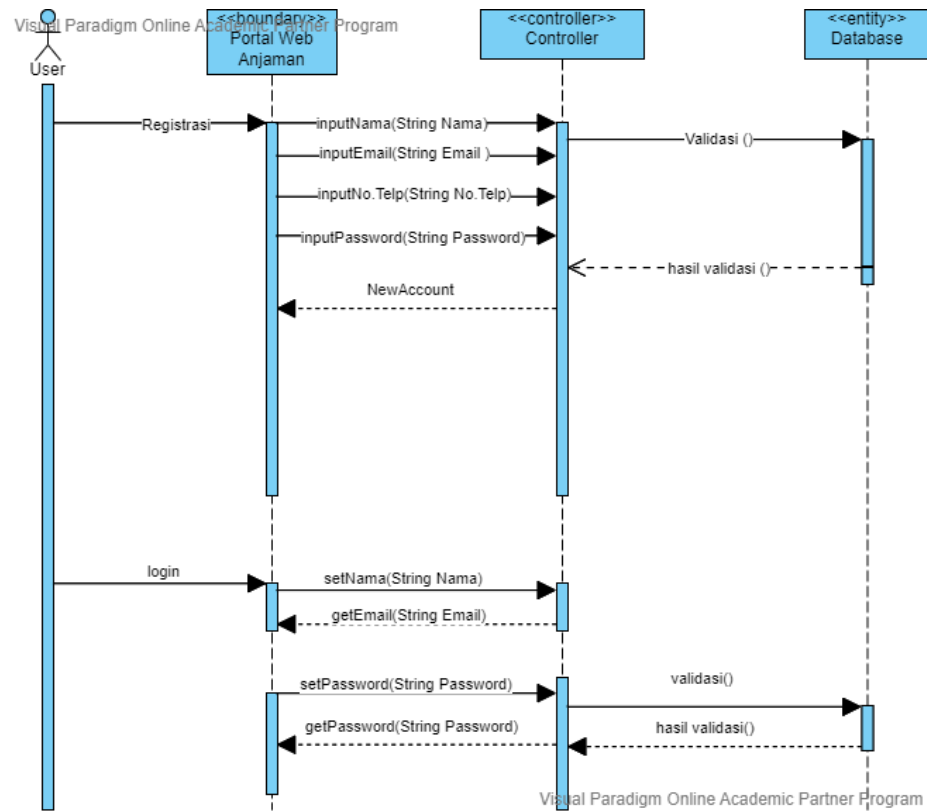 Visual Paradigm Online Academic Partner Program
<<boundary>>
Portal Web
Anjaman
<<controller>>
Controller
<<entity>>
Database
User
Registrasi
inputNama(String Nama)
Validasi ()
inputEmail(String Email )
inputNo.Telp(String No.Telp)
inputPassword(String Password)
hasil validasi ()
NewAccount
login
setNama(String Nama)
getEmail(String Email)
setPassword(String Password)
validasi()
getPassword(String Password)
hasil validasi()
Visual Paradigm Online Academic Partner Program